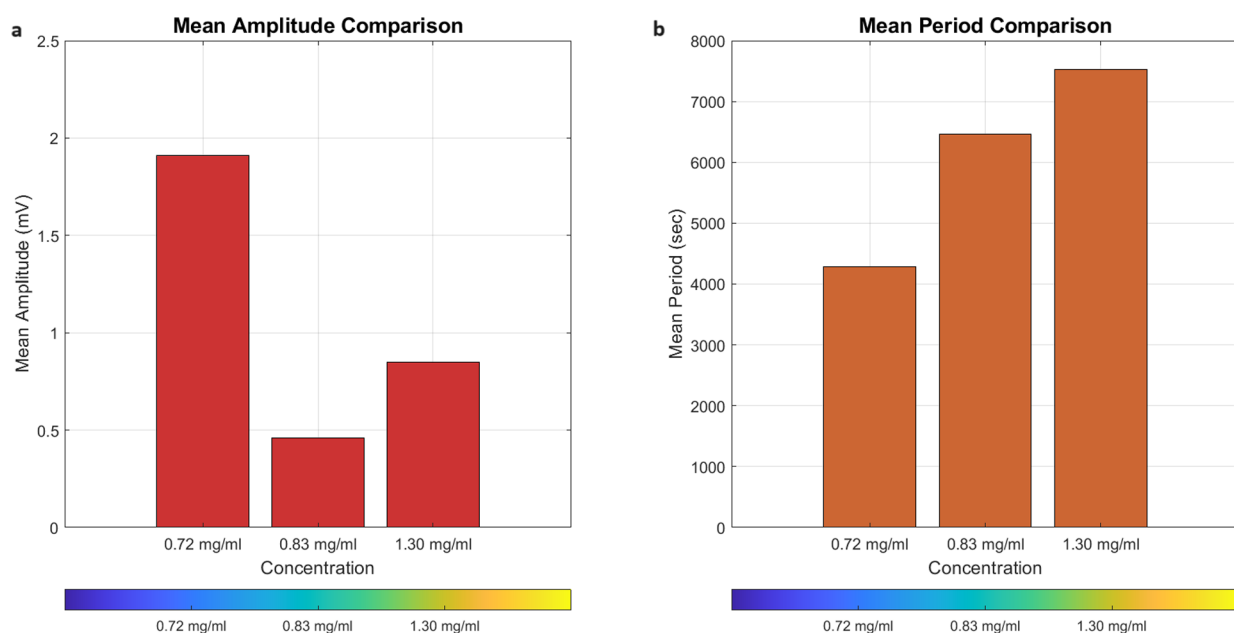 a
Mean Amplitude Comparison
2.5
2
1.5
1
0.5
0
Mean Amplitude (mV)
0.72 mg/ml 0.83 mg/ml 1.30 mg/ml
Concentration
0.72 mg/ml 0.83 mg/ml 1.30 mg/ml
b
Mean Period Comparison
8000
7000
6000
5000
4000
3000
2000
1000
0
Mean Period (sec)
0.72 mg/ml 0.83 mg/ml 1.30 mg/ml
Concentration
0.72 mg/ml 0.83 mg/ml 1.30 mg/ml